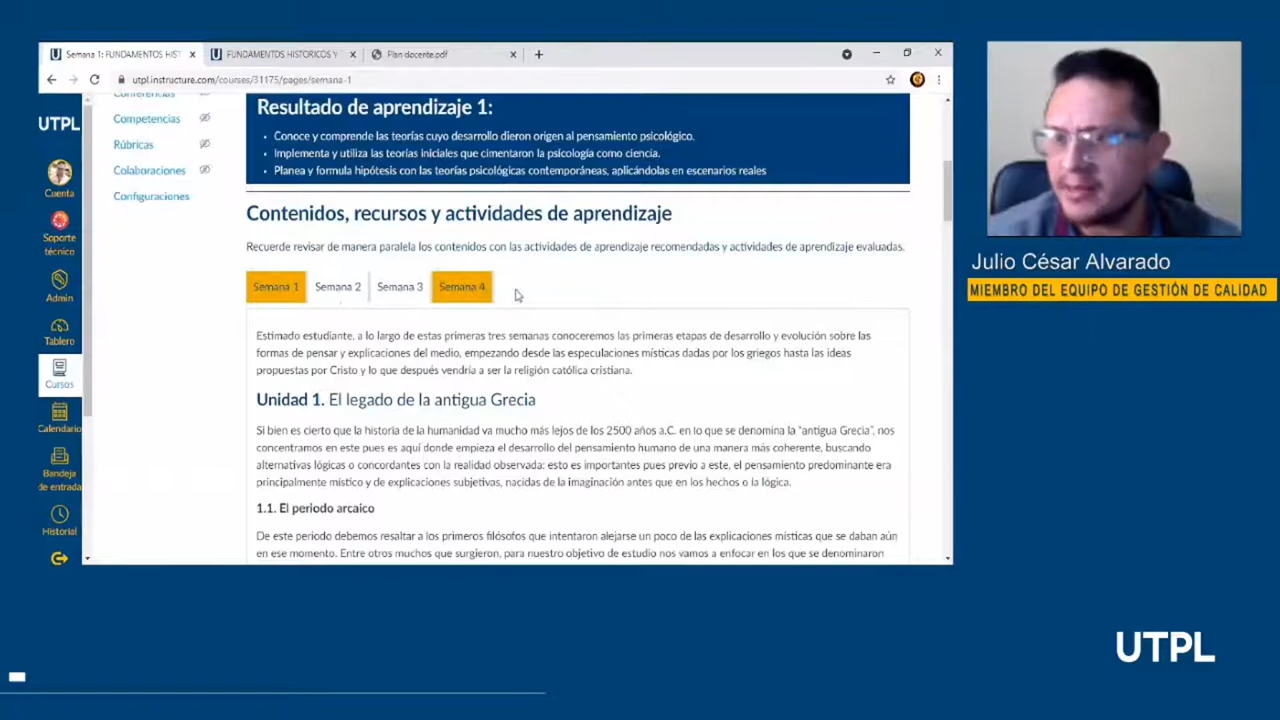 Semana 1: FUNDAMENTOS HIST
FUNDAMENTOS HISTORICOS Y
Plan docente.pdf
utpl.instructure.com/courses/31175/pages/semana-1
UTPL
Cuenta
Soporte
técnico
Admin
Tablero
Cursos
Calendario
Bandeja
de entrada
Historial
Conferencias
Competencias
Rúbricas
Colaboraciones
Configuraciones
Resultado de aprendizaje 1:
• Conoce y comprende las teorías cuyo desarrollo dieron origen al pensamiento psicológico.
• Implementa y utiliza las teorías iniciales que cimentaron la psicología como ciencia.
• Planea y formula hipótesis con las teorías psicológicas contemporáneas, aplicándolas en escenarios reales
Contenidos, recursos y actividades de aprendizaje
Recuerde revisar de manera paralela los contenidos con las actividades de aprendizaje recomendadas y actividades de aprendizaje evaluadas.
Semana 1 Semana 2 Semana 3 Semana 4
Estimado estudiante, a lo largo de estas primeras tres semanas conoceremos las primeras etapas de desarrollo y evolución sobre las
formas de pensar y explicaciones del medio, empezando desde las especulaciones místicas dadas por los griegos hasta las ideas
propuestas por Cristo y lo que después vendría a ser la religión católica cristiana.
Unidad 1. El legado de la antigua Grecia
Si bien es cierto que la historia de la humanidad va mucho más lejos de los 2500 años a.C. en lo que se denomina la "antigua Grecia", nos
concentramos en este pues es aquí donde empieza el desarrollo del pensamiento humano de una manera más coherente, buscando
alternativas lógicas o concordantes con la realidad observada: esto es importantes pues previo a este, el pensamiento predominante era
principalmente místico y de explicaciones subjetivas, nacidas de la imaginación antes que en los hechos o la lógica.
1.1. El periodo arcaico
De este periodo debemos resaltar a los primeros filósofos que intentaron alejarse un poco de las explicaciones místicas que se daban aún
en ese momento. Entre otros muchos que surgieron, para nuestro objetivo de estudio nos vamos a enfocar en los que se denominaron
Julio César Alvarado
MIEMBRO DEL EQUIPO DE GESTIÓN DE CALIDAD
UTPL